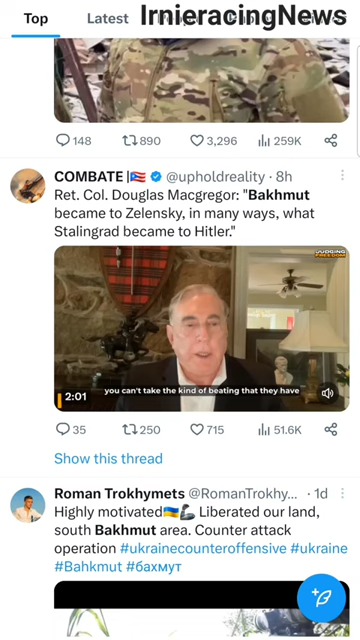 IrnieracingNews
Top
Latest
148
890
3,296
259K
COMBATE | @upholdreality · 8h
Ret. Col. Douglas Macgregor: "Bakhmut
became to Zelensky, in many ways, what
Stalingrad became to Hitler."
JUDGING
FREEDOM
you can't take the kind of beating that they have
2:01
35
250
715
51.6K
Show this thread
Roman Trokhymets @RomanTrokhy... · 1d
Highly motivated🇺🇦🦾 Liberated our land,
south Bakhmut area. Counter attack
operation #ukrainecounteroffensive #ukraine
#Bahkmut #бахмут